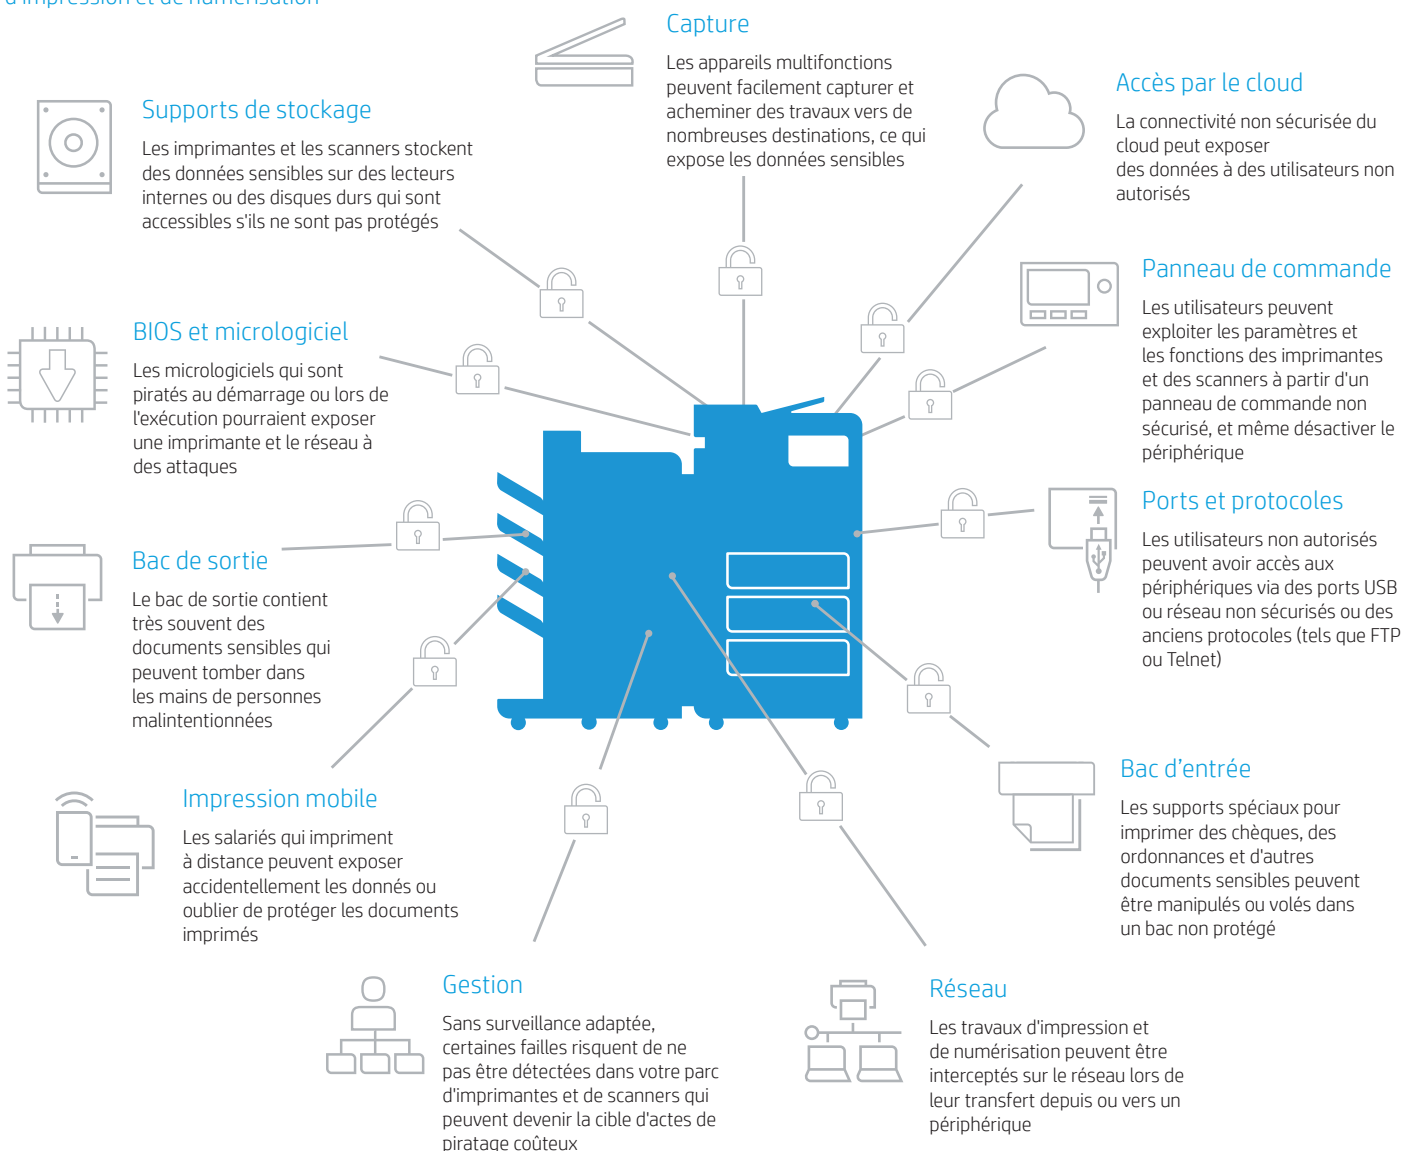 d'impression et de numérisation
Capture
Les appareils multifonctions
peuvent facilement capturer et
acheminer des travaux vers de
nombreuses destinations, ce qui
expose les données sensibles
Accès par le cloud
La connectivité non sécurisée du
cloud peut exposer
des données à des utilisateurs non
autorisés
Supports de stockage
Les imprimantes et les scanners stockent
des données sensibles sur des lecteurs
internes ou des disques durs qui sont
accessibles s'ils ne sont pas protégés
Panneau de commande
Les utilisateurs peuvent
exploiter les paramètres et
les fonctions des imprimantes
et des scanners à partir d'un
panneau de commande non
sécurisé, et même désactiver le
périphérique
BIOS et micrologiciel
Les micrologiciels qui sont
piratés au démarrage ou lors de
l'exécution pourraient exposer
une imprimante et le réseau à
des attaques
Ports et protocoles
Les utilisateurs non autorisés
peuvent avoir accès aux
périphériques via des ports USB
ou réseau non sécurisés ou des
anciens protocoles (tels que FTP
ou Telnet)
Bac de sortie
Le bac de sortie contient
très souvent des
documents sensibles qui
peuvent tomber dans
les mains de personnes
malintentionnées
Bac d’entrée
Les supports spéciaux pour
imprimer des chèques, des
ordonnances et d'autres
documents sensibles peuvent
être manipulés ou volés dans
un bac non protégé
Impression mobile
Les salariés qui impriment
à distance peuvent exposer
accidentellement les donnés ou
oublier de protéger les documents
imprimés
Gestion
Sans surveillance adaptée,
certaines failles risquent de ne
pas être détectées dans votre parc
d'imprimantes et de scanners qui
peuvent devenir la cible d'actes de
piratage coûteux
Réseau
Les travaux d'impression et
de numérisation peuvent être
interceptés sur le réseau lors de
leur transfert depuis ou vers un
périphérique